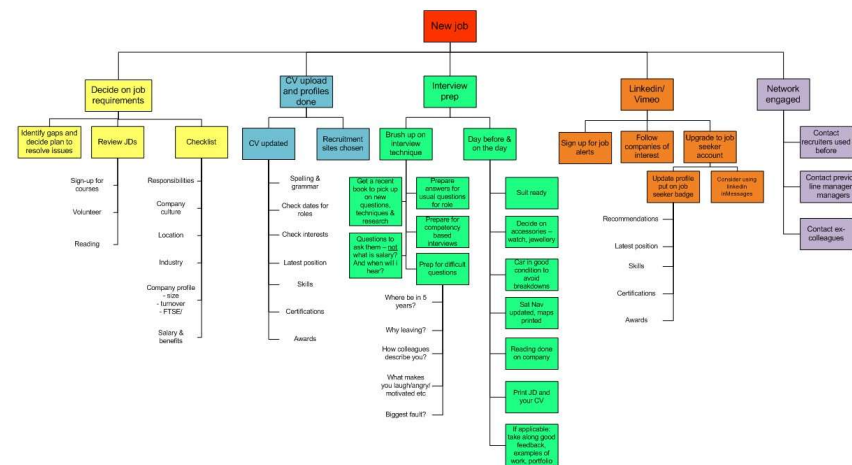 New job
Decide on job
requirements
Identify gaps and
decide plan to
resolve issues
Review JDs
Checklist
Sign-up for
courses
Volunteer
Reading
Responsibilities
Company
culture
Location
Industry
Company profile
- size
- turnover
- FTSE/
Salary &
benefits
CV upload
and profiles
done
CV updated
Recruitment
sites chosen
Spelling &
grammar
Check dates for
roles
Check interests
Latest position
Skills
Certifications
Awards
Interview
prep
Brush up on
interview
technique
Day before &
on the day
Get a recent
book to pick up
on new
questions,
techniques &
research
Questions to
ask them – not
what is salary?
And when will i
hear?
Prepare
answers for
usual questions
for role
Prepare for
competency
based interviews
Prep for difficult
questions
Where be in 5
years?
Why leaving?
How colleagues
describe you?
What makes
you laugh/angry/
motivated etc
Biggest fault?
Suit ready
Decide on
accessories –
watch, jewellery
Car in good
condition to
avoid
breakdowns
Sat Nav
updated, maps
printed
Reading done
on company
Print JD and
your CV
If applicable:
take along good
feedback,
examples of
work, portfolio
Linkedin/
Vimeo
Sign up for job
alerts
Follow
companies of
interest
Upgrade to job
seeker
account
Update profile
put on job
seeker badge
Consider using
linkedin
inMessages
Recommendations
Latest position
Skills
Certifications
Awards
Network
engaged
Contact
recruiters used
before
Contact previo
line manager
managers
Contact ex-
colleagues